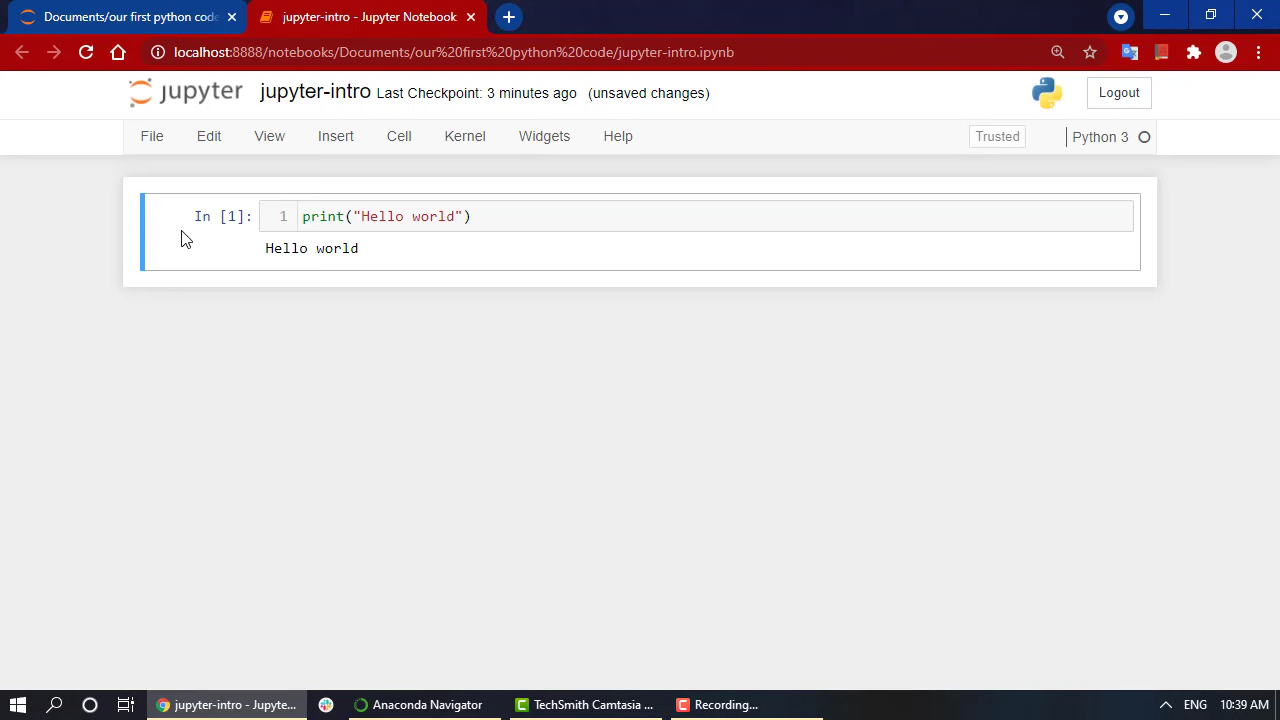 Documents/our first python code
jupyter-intro - Jupyter Notebook
localhost:8888/notebooks/Documents/our%20first%20python%20code/jupyter-intro.ipynb
jupyter jupyter-intro Last Checkpoint: 3 minutes ago (unsaved changes) Logout
File Edit View Insert Cell Kernel Widgets Help Trusted Python 3
In [1]: 1 print("Hello world")
Hello world
jupyter-intro - Jupyte... Anaconda Navigator TechSmith Camtasia ... Recording... ENG 10:39 AM